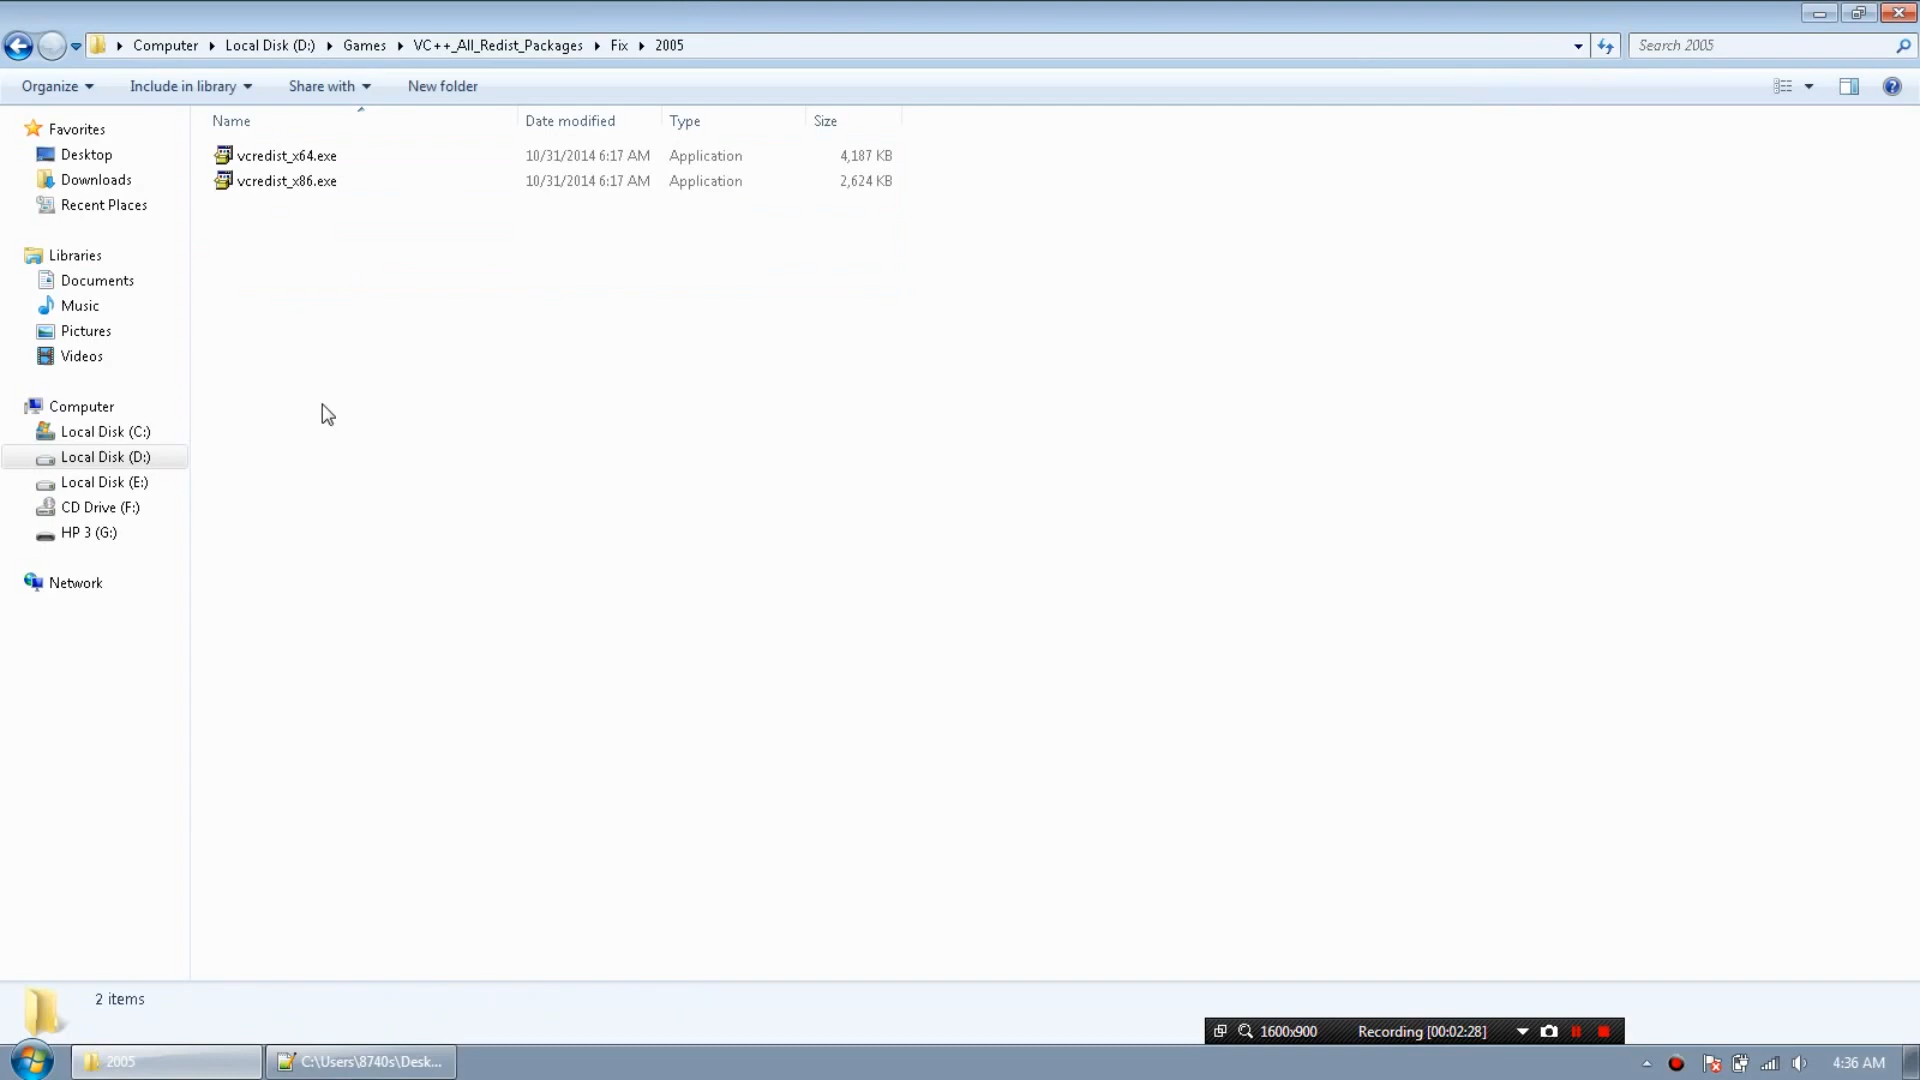 Computer Local Disk (D:) Games VC++_All_Redist_Packages Fix 2005
Search 2005
Organize Include in library Share with New folder
Name Date modified Type Size
vcredist_x64.exe 10/31/2014 6:17 AM Application 4,187 KB
vcredist_x86.exe 10/31/2014 6:17 AM Application 2,624 KB
Favorites
Desktop
Downloads
Recent Places
Libraries
Documents
Music
Pictures
Videos
Computer
Local Disk (C:)
Local Disk (D:)
Local Disk (E:)
CD Drive (F:)
HP 3 (G:)
Network
2 items
1600x900 Recording [00:02:28]
2005 C:\Users\8740s\Desk... 4:36 AM